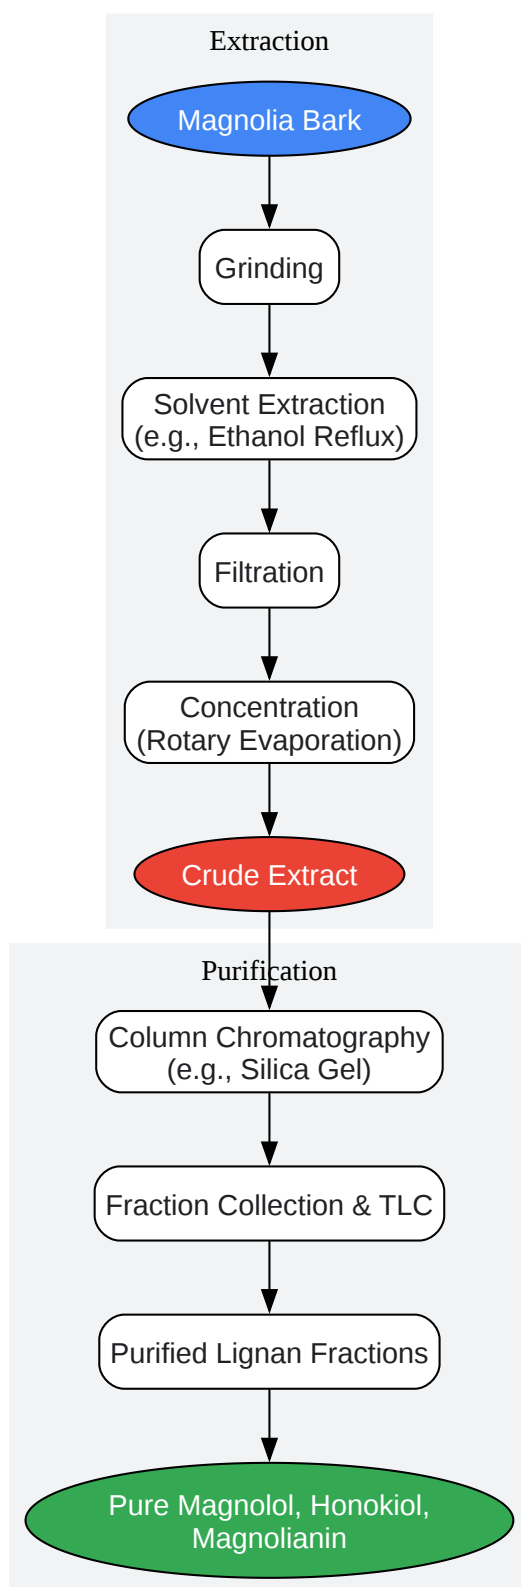 Extraction
Magnolia Bark
Grinding
Solvent Extraction
(e.g., Ethanol Reflux)
Filtration
Concentration
(Rotary Evaporation)
Crude Extract
Purification
Column Chromatography
(e.g., Silica Gel)
Fraction Collection & TLC
Purified Lignan Fractions
Pure Magnolol, Honokiol,
Magnolianin